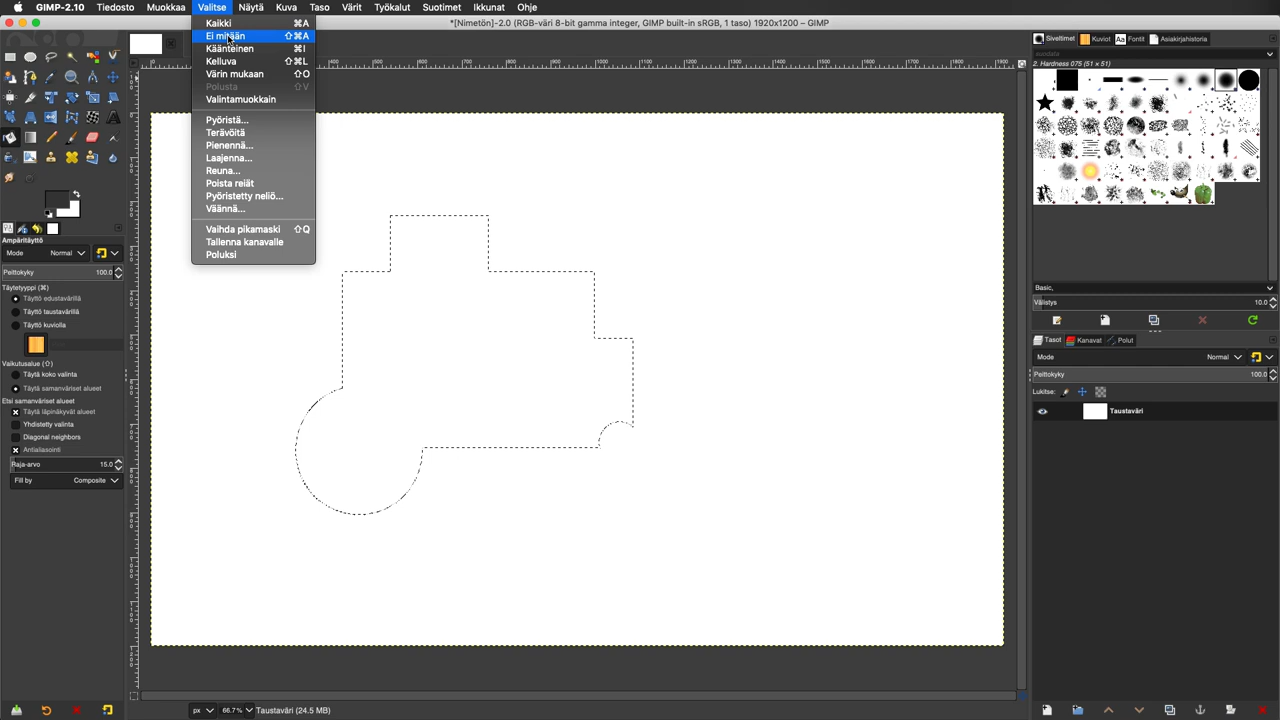 GIMP-2.10 Tiedosto Muokkaa Valitse Näytä Kuva Taso Värit Työkalut Suotimet Ikkunat Ohje
*[Nimetön]-2.0 (RGB-väri 8-bit gamma integer, GIMP built-in sRGB, 1 taso) 1920x1200 – GIMP
Kaikki ⌘A
Ei mitään ⇧⌘A
Käänteinen ⌘I
Kelluva ⇧⌘L
Värin mukaan ⇧O
Polusta ⇧V
Valintamuokkain
Pyöristä...
Terävöitä
Pienennä...
Laajenna...
Reuna...
Poista reiät
Pyöristetty neliö...
Väännä...
Vaihda pikamaski ⇧Q
Tallenna kanavalle
Poluksi
Ämpäritäyttö
Mode Normal
Peittokyky 100.0
Täytetyyppi (⌘)
Täyttö edustavärillä
Täyttö taustavärillä
Täyttö kuviolla
Vaikutusalue (⇧)
Täytä koko valinta
Täytä samanväriset alueet
Etsi samanväriset alueet
Täytä läpinäkyvät alueet
Yhdistetty valinta
Diagonal neighbors
Antialiasointi
Raja-arvo 15.0
Fill by Composite
px 66.7% Taustaväri (24.5 MB)
Siveltimet Kuviot Aa Fontit Asiakirjahistoria
suodata
2. Hardness 075 (51 × 51)
Basic,
Välistys 10.0
Tasot Kanavat Polut
Mode Normal
Peittokyky 100.0
Lukitse:
Taustaväri